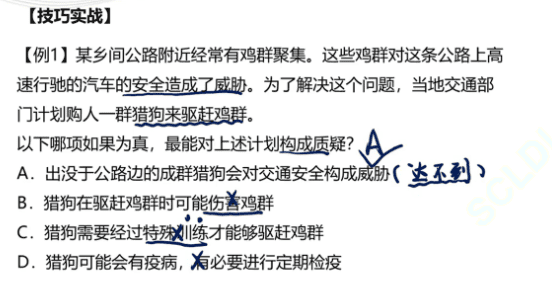 【技巧实战】
【例1】某乡间公路附近经常有鸡群聚集。这些鸡群对这条公路上高
速行驰的汽车的安全造成了威胁。为了解决这个问题，当地交通部
门计划购人一群猎狗来驱赶鸡群。
以下哪项如果为真，最能对上述计划构成质疑？A
A．出没于公路边的成群猎狗会对交通安全构成威胁（达不到）
B．猎狗在驱赶鸡群时可能伤害鸡群
C．猎狗需要经过特殊训练才能够驱赶鸡群
D．猎狗可能会有疫病，有必要进行定期检疫
SCLDI